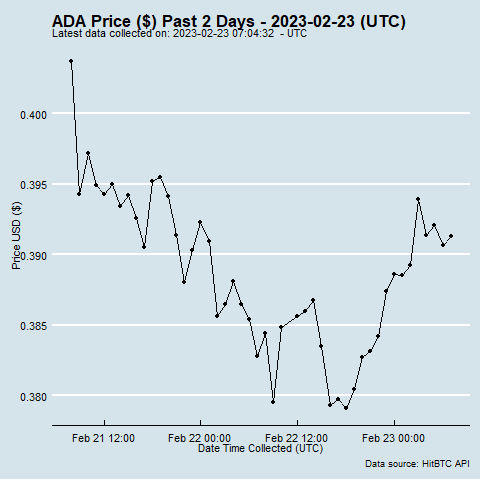 ADA Price ($) Past 2 Days - 2023-02-23 (UTC)
Latest data collected on: 2023-02-23 07:04:32  - UTC
0.400
0.395
0.390
0.385
0.380
Price USD ($)
Feb 21 12:00 Feb 22 00:00 Feb 22 12:00 Feb 23 00:00
Date Time Collected (UTC)
Data source: HitBTC API